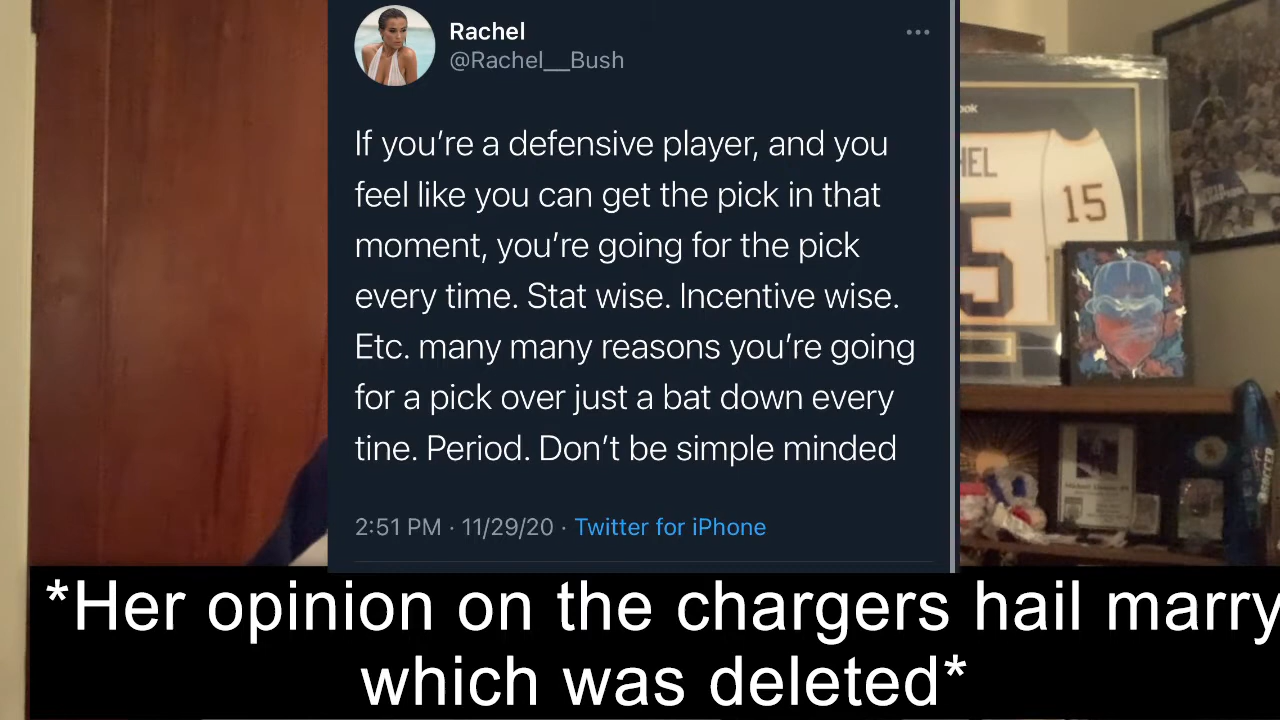 Rachel
@Rachel__Bush
If you're a defensive player, and you
feel like you can get the pick in that
moment, you're going for the pick
every time. Stat wise. Incentive wise.
Etc. many many reasons you're going
for a pick over just a bat down every
tine. Period. Don't be simple minded
2:51 PM · 11/29/20 · Twitter for iPhone
HEL
15
5
*Her opinion on the chargers hail marry
which was deleted*